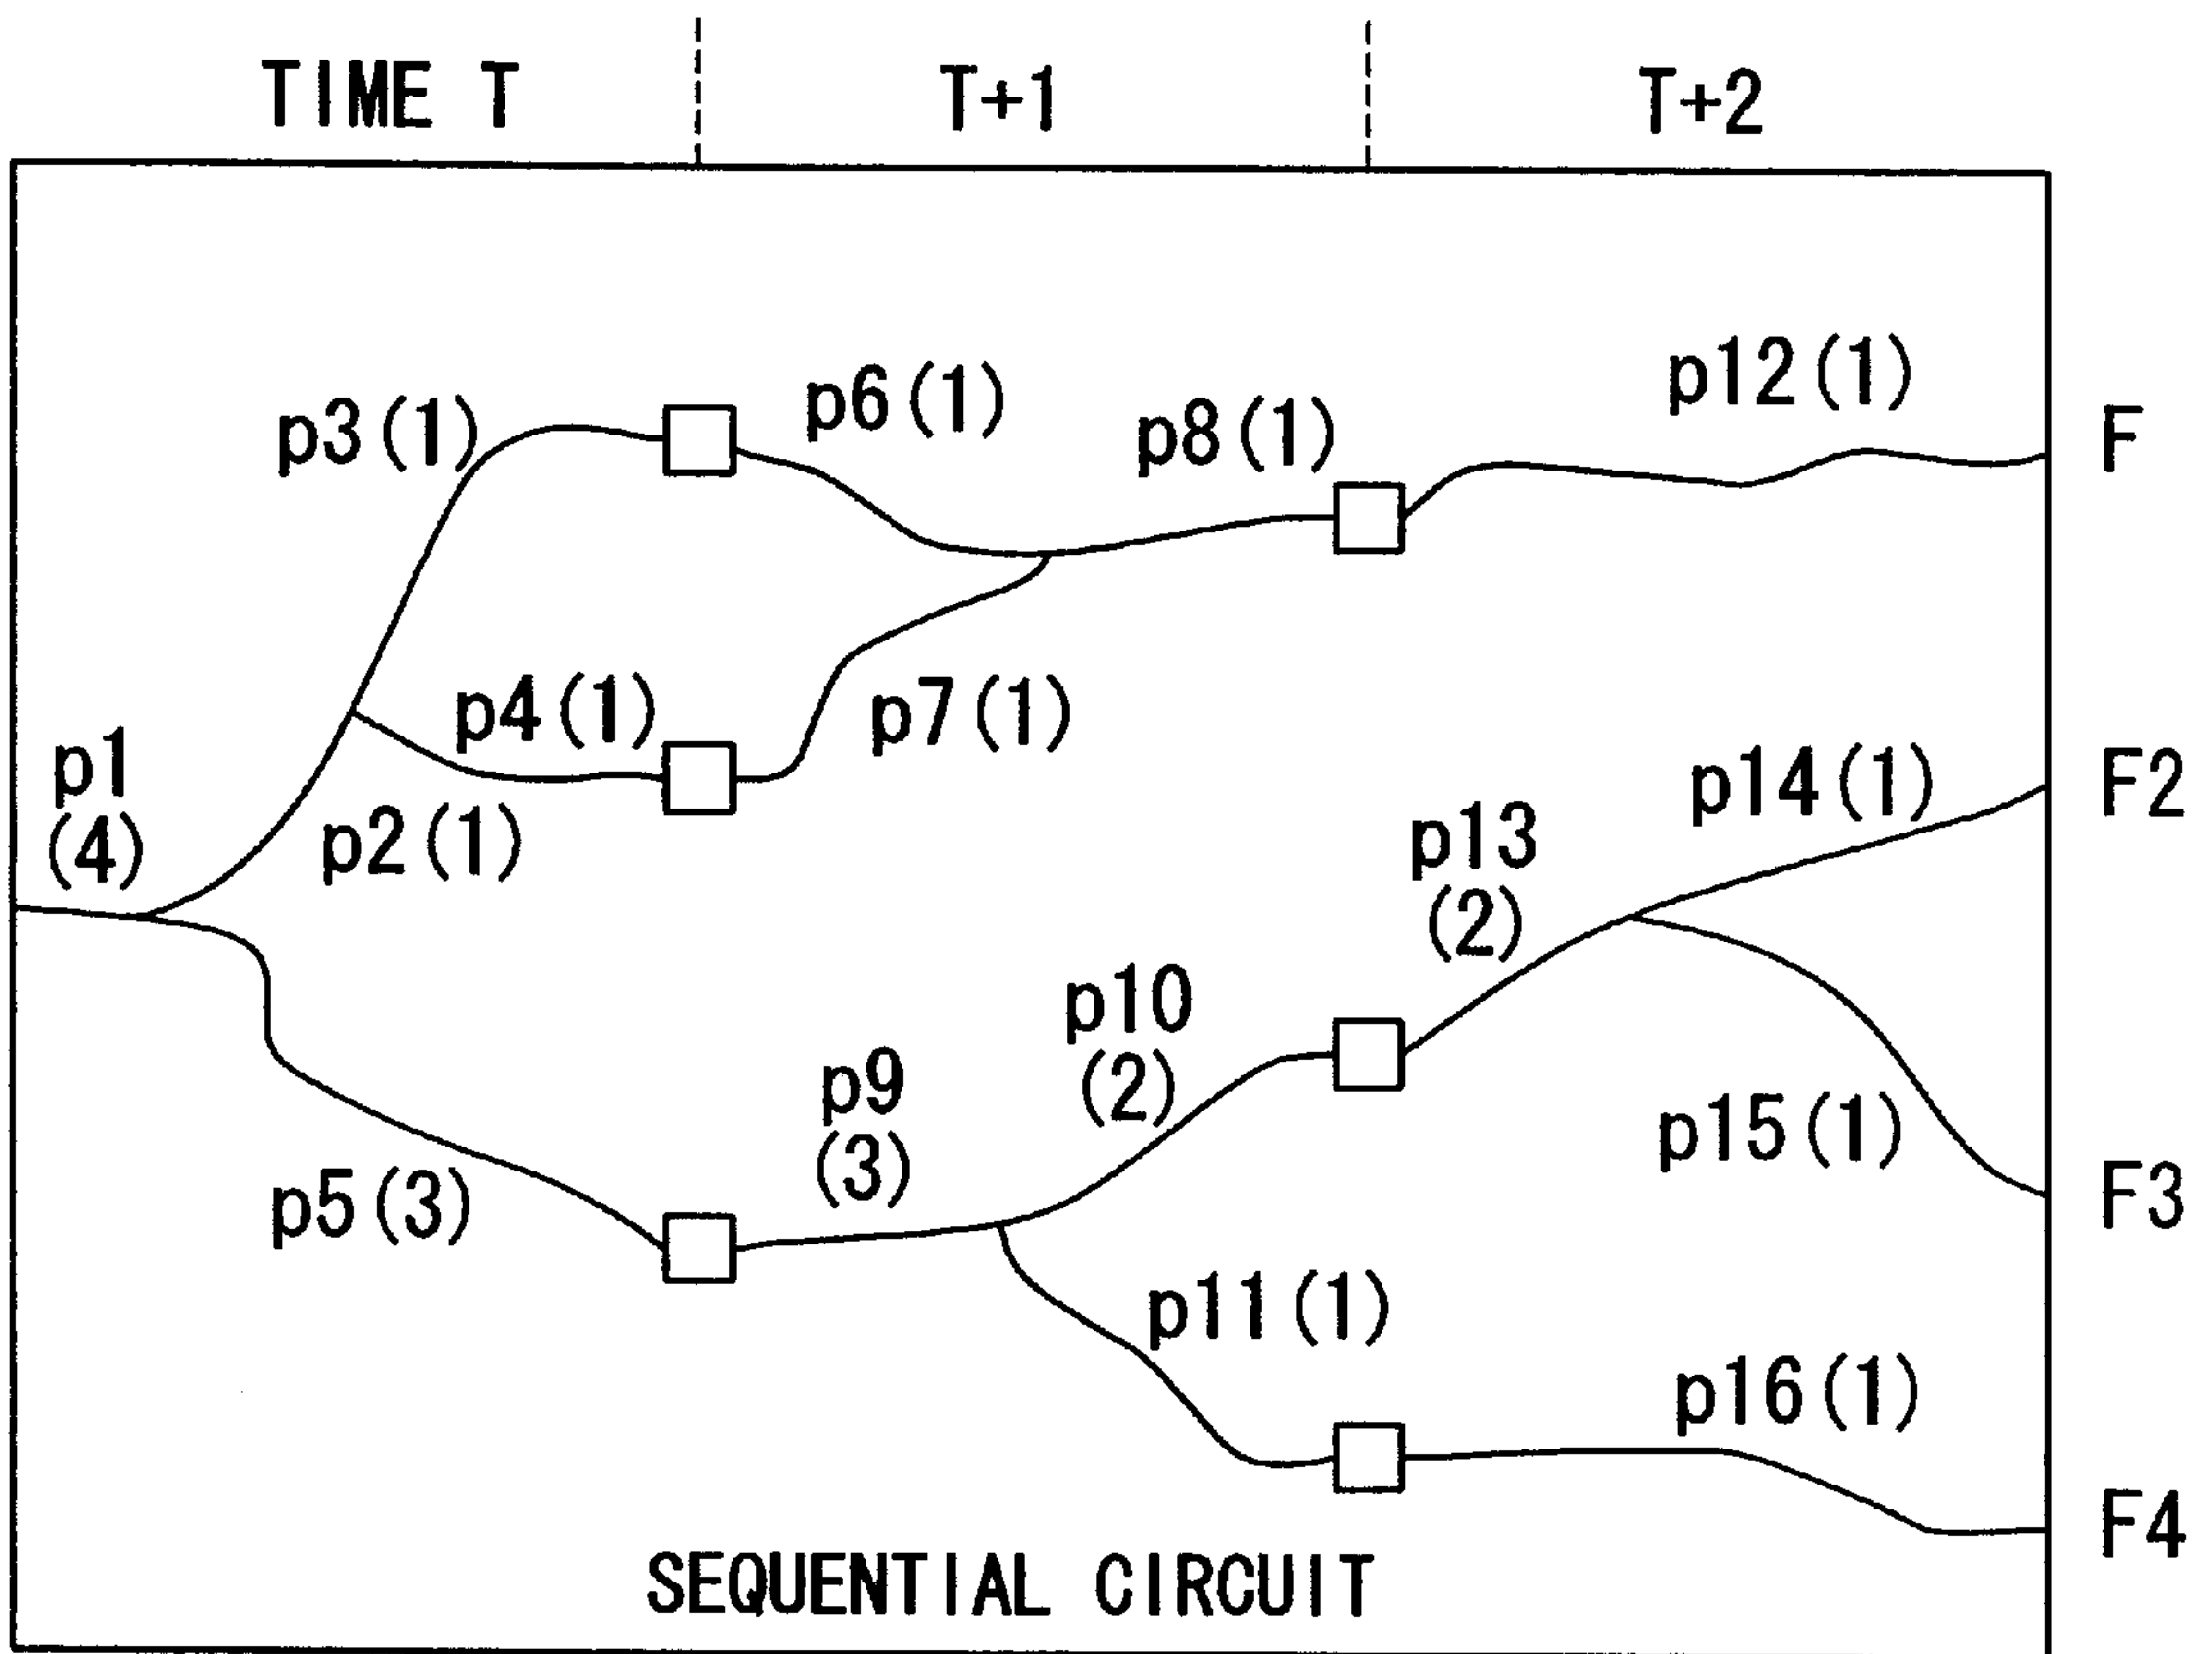 TIME T
T+1
T+2
p3(1)
p6(1)
p8(1)
p12(1)
F
p4(1)
p7(1)
p1
(4)
p2(1)
p13
(2)
p14(1)
F2
p10
(2)
p9
(3)
p15(1)
F3
p5(3)
p11(1)
p16(1)
F4
SEQUENTIAL CIRCUIT